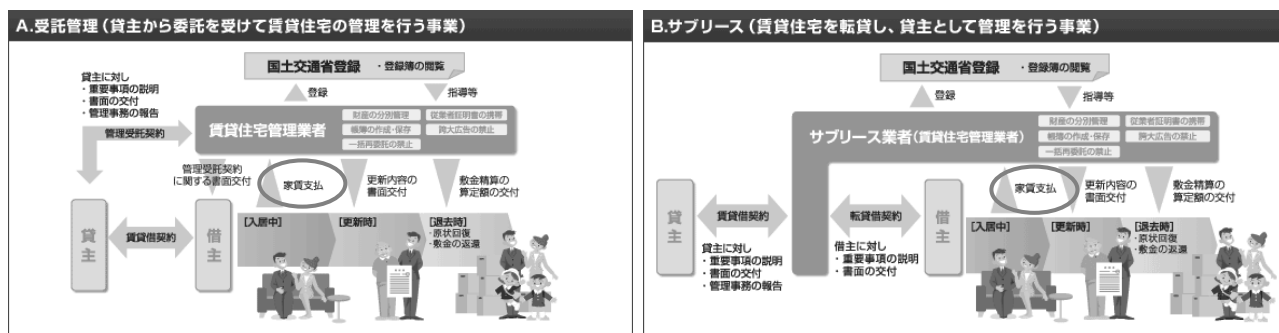 A.受託管理（貸主から委託を受けて賃貸住宅の管理を行う事業）
国土交通省登録 ・登録簿の閲覧
貸主に対し
・重要事項の説明
・書面の交付
・管理事務の報告
登録
指導等
管理受託契約
賃貸住宅管理業者
財産の分別管理
従業者証明書の携帯
帳簿の作成・保存
誇大広告の禁止
一括再委託の禁止
管理受託契約
に関する書面交付
家賃支払
更新内容の
書面交付
敷金精算の
算定額の交付
貸主
賃貸借契約
借主
[入居中]
[更新時]
[退去時]
・原状回復
・敷金の返還
B.サブリース（賃貸住宅を転貸し、貸主として管理を行う事業）
国土交通省登録 ・登録簿の閲覧
登録
指導等
サブリース業者(賃貸住宅管理業者)
財産の分別管理
従業者証明書の携帯
帳簿の作成・保存
誇大広告の禁止
一括再委託の禁止
家賃支払
更新内容の
書面交付
敷金精算の
算定額の交付
貸主
賃貸借契約
転貸借契約
借主
貸主に対し
・重要事項の説明
・書面の交付
・管理事務の報告
借主に対し
・重要事項の説明
・書面の交付
[入居中]
[更新時]
[退去時]
・原状回復
・敷金の返還